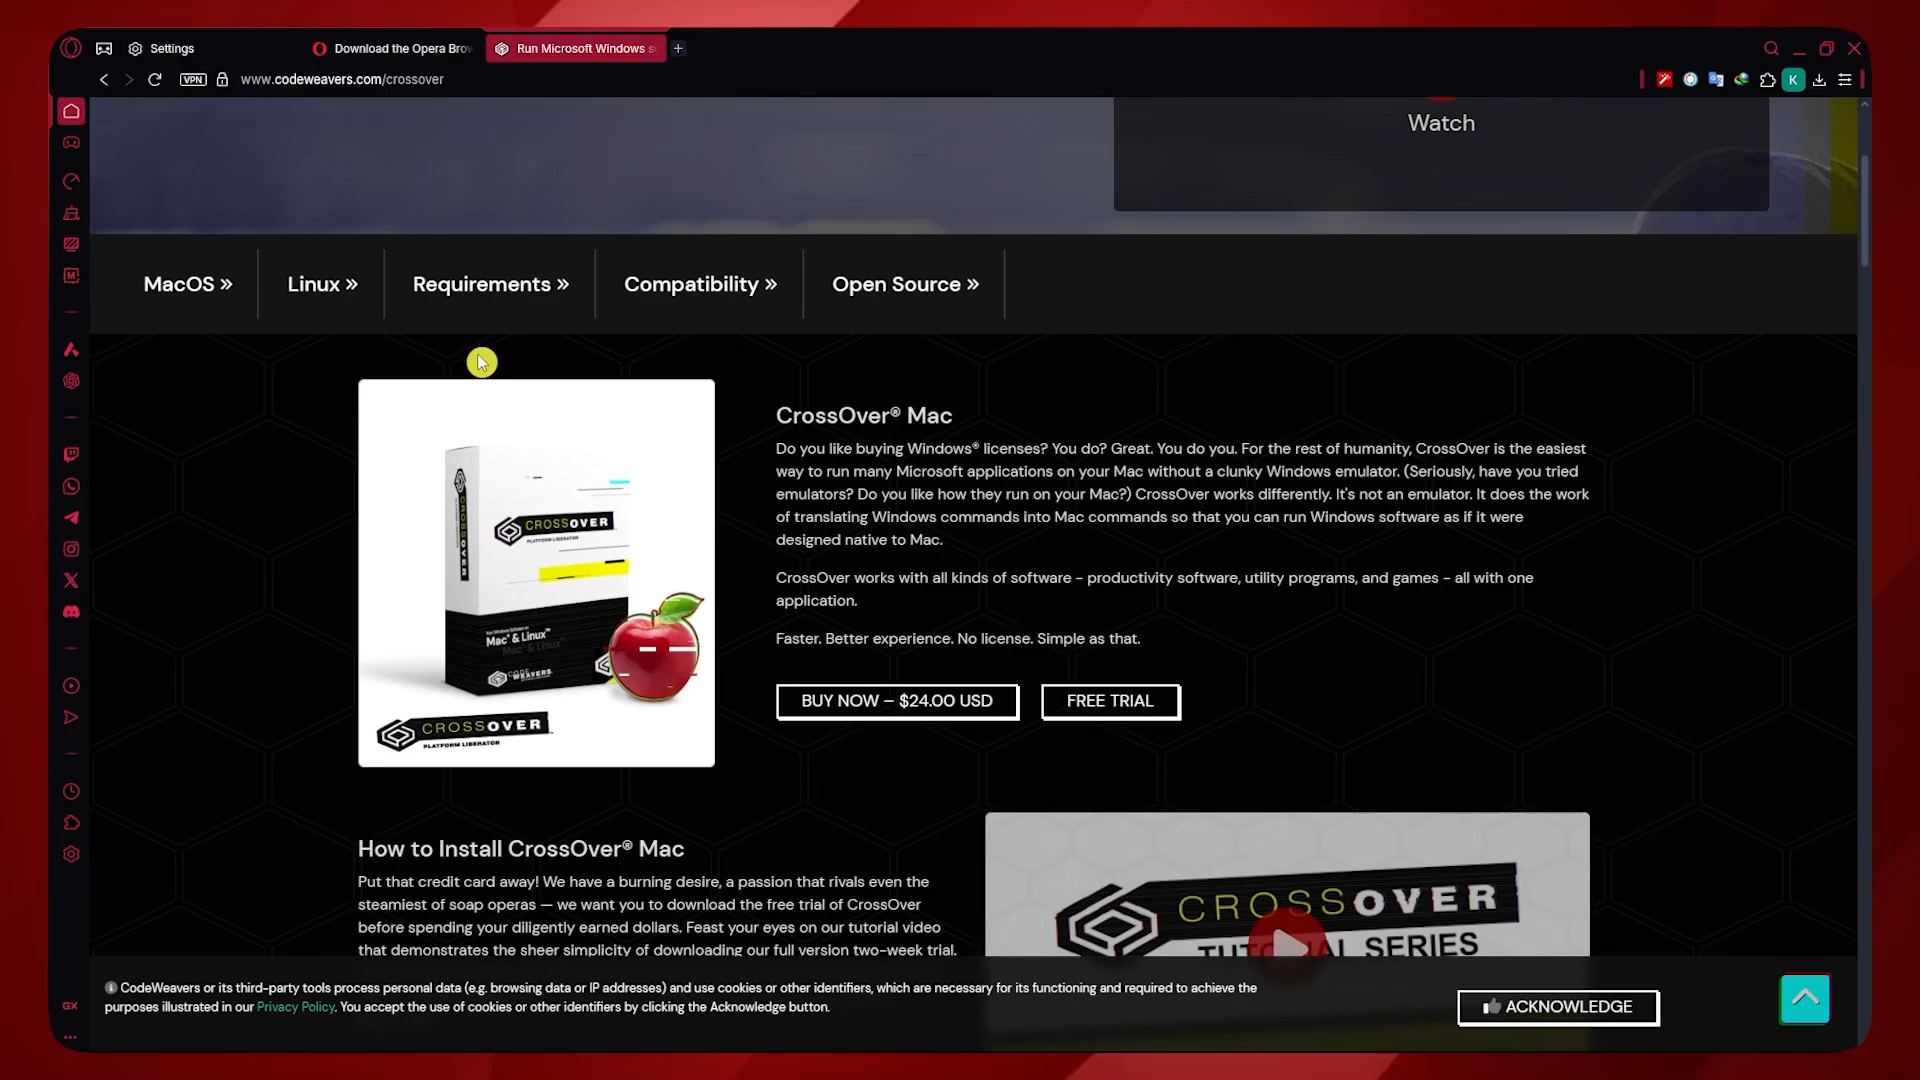 Settings
Download the Opera Brow
Run Microsoft Windows s
VPN
www.codeweavers.com/crossover
K
Watch
MacOS »
Linux »
Requirements »
Compatibility »
Open Source »
CrossOver® Mac
Do you like buying Windows® licenses? You do? Great. You do you. For the rest of humanity, CrossOver is the easiest
way to run many Microsoft applications on your Mac without a clunky Windows emulator. (Seriously, have you tried
emulators? Do you like how they run on your Mac?) CrossOver works differently. It's not an emulator. It does the work
of translating Windows commands into Mac commands so that you can run Windows software as if it were
designed native to Mac.
CrossOver works with all kinds of software - productivity software, utility programs, and games - all with one
application.
Faster. Better experience. No license. Simple as that.
BUY NOW – $24.00 USD
FREE TRIAL
CROSSOVER
CROSSOVER
PLATFORM LIBERATOR
Mac® & Linux™
CODE WEAVERS
CROSSOVER
PLATFORM LIBERATOR
How to Install CrossOver® Mac
Put that credit card away! We have a burning desire, a passion that rivals even the
steamiest of soap operas — we want you to download the free trial of CrossOver
before spending your diligently earned dollars. Feast your eyes on our tutorial video
that demonstrates the sheer simplicity of downloading our full version two-week trial.
CROSSOVER
TUTORIAL SERIES
CodeWeavers or its third-party tools process personal data (e.g. browsing data or IP addresses) and use cookies or other identifiers, which are necessary for its functioning and required to achieve the
purposes illustrated in our Privacy Policy. You accept the use of cookies or other identifiers by clicking the Acknowledge button.
ACKNOWLEDGE
GX